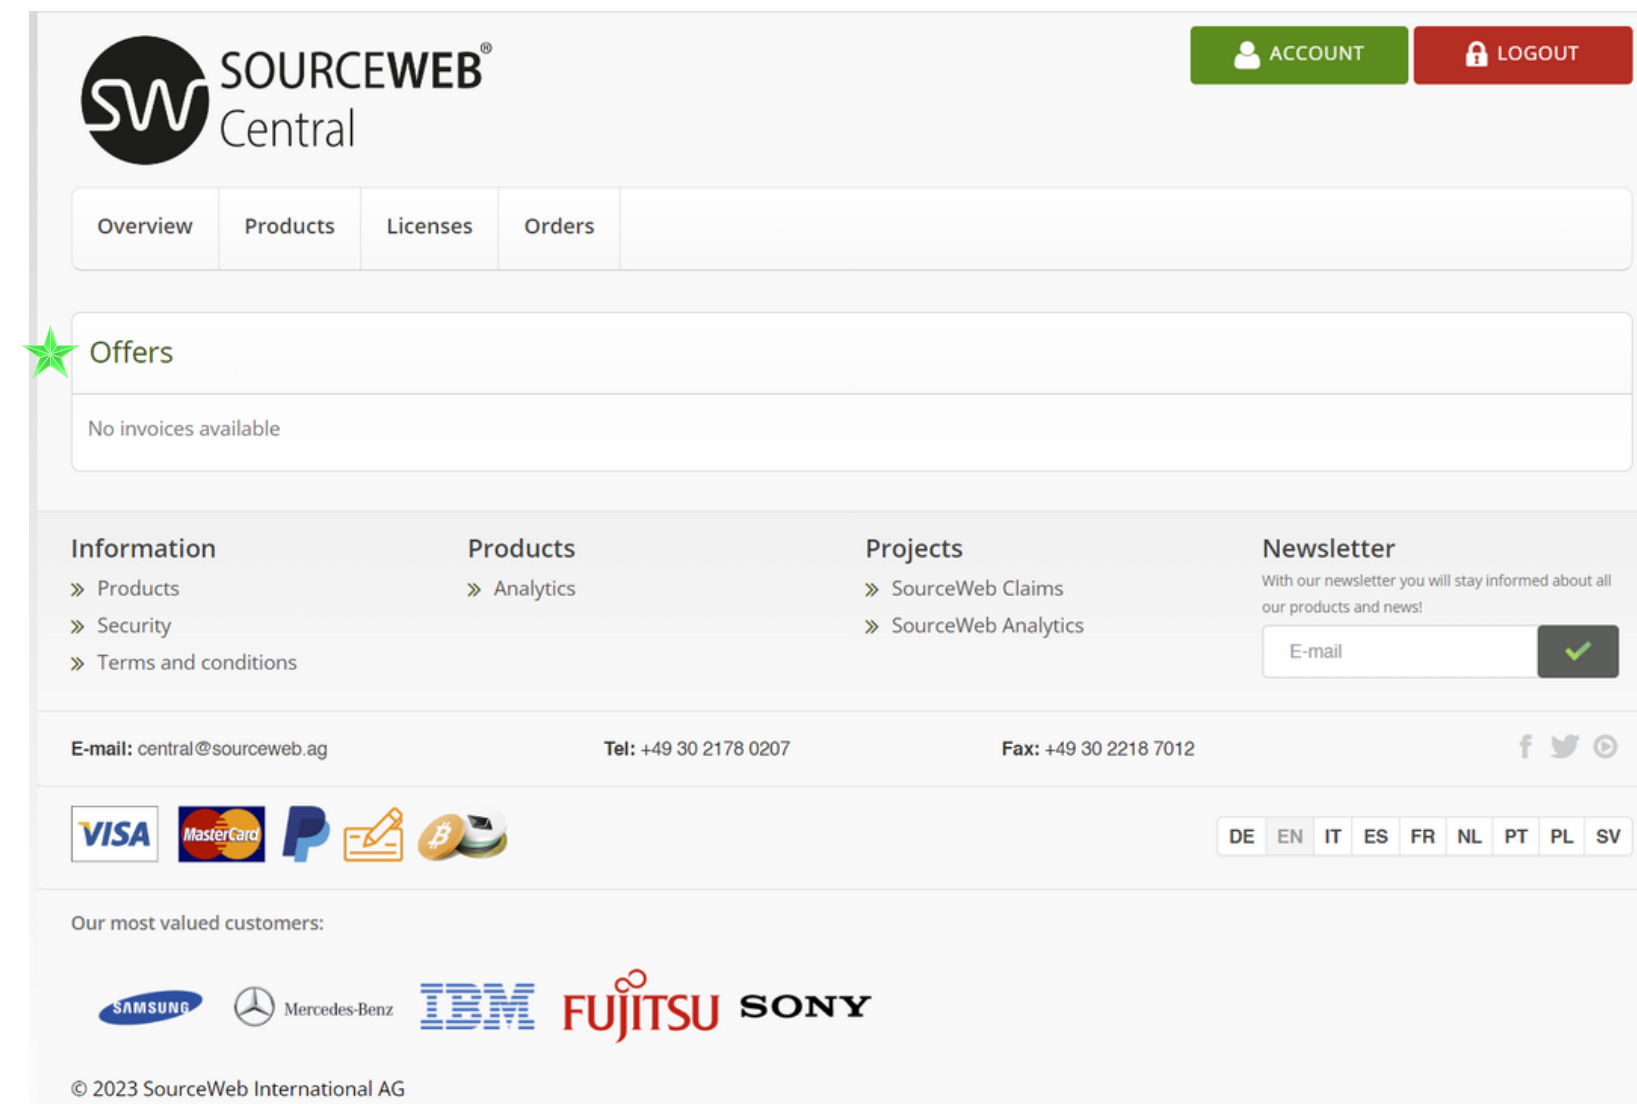 SW SOURCEWEB®
Central
ACCOUNT
LOGOUT
Overview Products Licenses Orders
Offers
No invoices available
Information
Products
Security
Terms and conditions
Products
Analytics
Projects
SourceWeb Claims
SourceWeb Analytics
Newsletter
With our newsletter you will stay informed about all
our products and news!
E-mail
E-mail: central@sourceweb.ag
Tel: +49 30 2178 0207
Fax: +49 30 2218 7012
VISA MasterCard
DE EN IT ES FR NL PT PL SV
Our most valued customers:
SAMSUNG Mercedes-Benz IBM FUJITSU SONY
© 2023 SourceWeb International AG